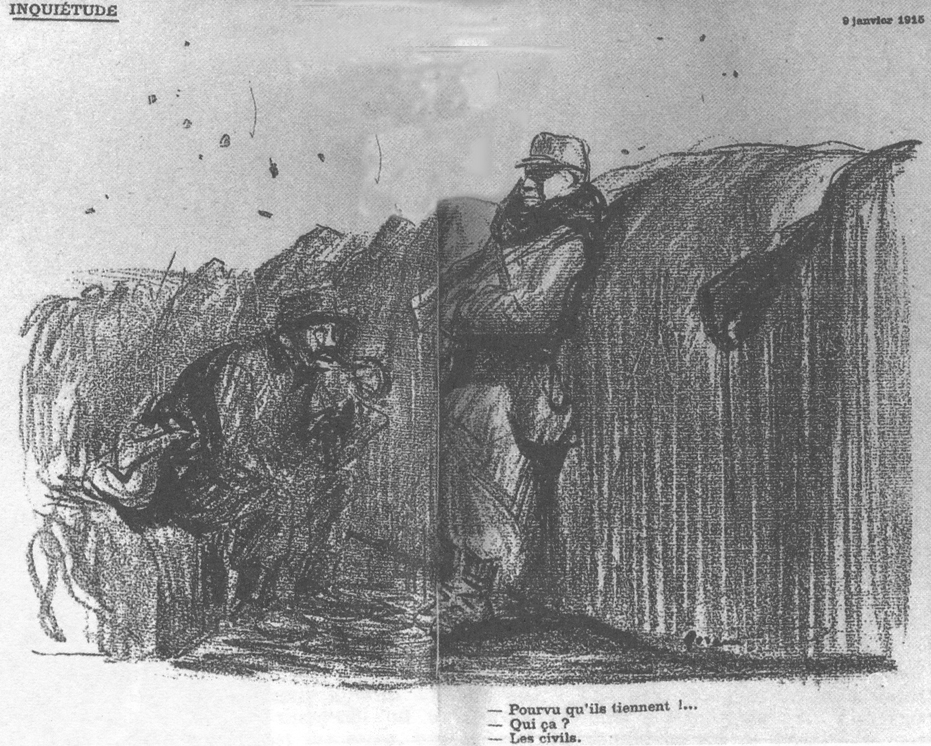 INQUIÉTUDE
9 janvier 1915
— Pourvu qu'ils tiennent !...
— Qui ça ?
— Les civils.